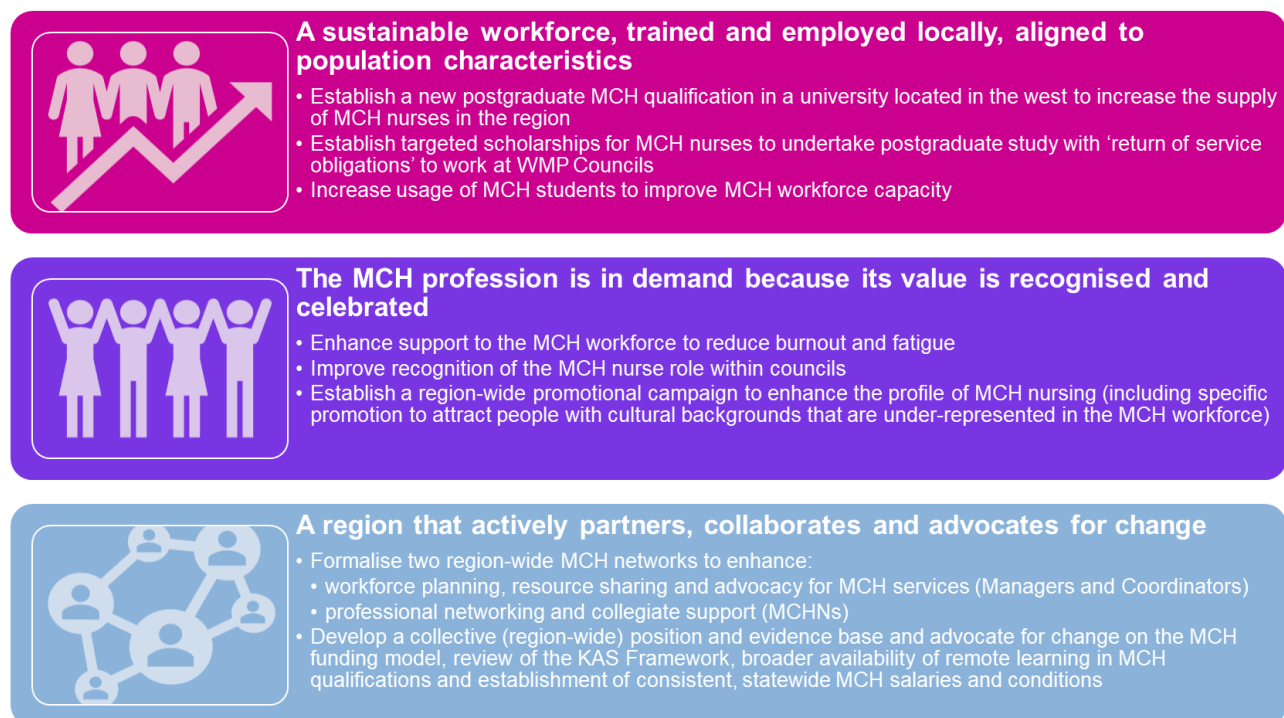 A sustainable workforce, trained and employed locally, aligned to
population characteristics
• Establish a new postgraduate MCH qualification in a university located in the west to increase the supply
of MCH nurses in the region
• Establish targeted scholarships for MCH nurses to undertake postgraduate study with ‘return of service
obligations’ to work at WMP Councils
• Increase usage of MCH students to improve MCH workforce capacity
The MCH profession is in demand because its value is recognised and
celebrated
• Enhance support to the MCH workforce to reduce burnout and fatigue
• Improve recognition of the MCH nurse role within councils
• Establish a region-wide promotional campaign to enhance the profile of MCH nursing (including specific
promotion to attract people with cultural backgrounds that are under-represented in the MCH workforce)
A region that actively partners, collaborates and advocates for change
• Formalise two region-wide MCH networks to enhance:
• workforce planning, resource sharing and advocacy for MCH services (Managers and Coordinators)
• professional networking and collegiate support (MCHNs)
• Develop a collective (region-wide) position and evidence base and advocate for change on the MCH
funding model, review of the KAS Framework, broader availability of remote learning in MCH
qualifications and establishment of consistent, statewide MCH salaries and conditions